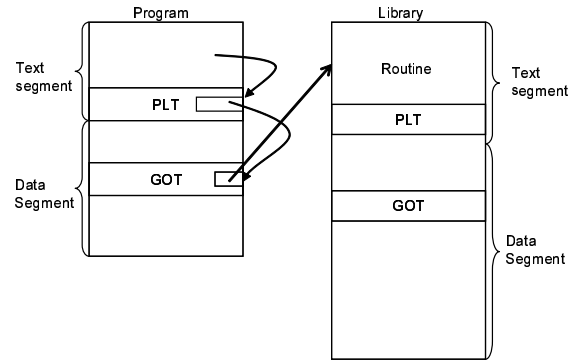 Program
Text
segment
PLT
Data
Segment
GOT
Library
Routine
Text
segment
PLT
GOT
Data
Segment